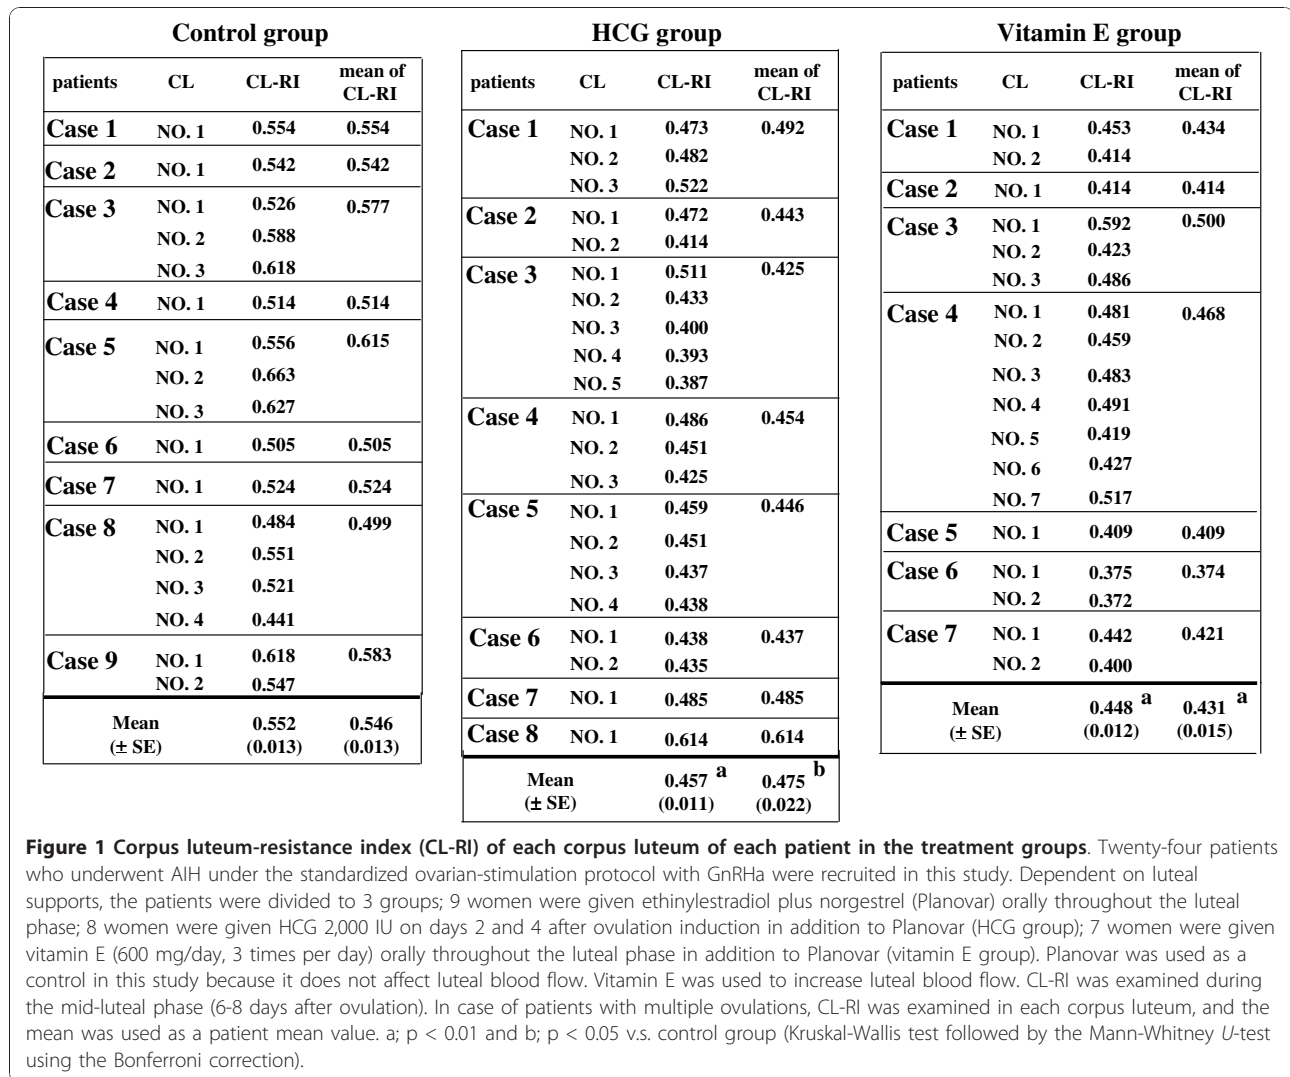 Control group
patients CL CL-RI mean of CL-RI
Case 1 NO. 1 0.554 0.554
Case 2 NO. 1 0.542 0.542
Case 3 NO. 1 0.526 0.577
NO. 2 0.588
NO. 3 0.618
Case 4 NO. 1 0.514 0.514
Case 5 NO. 1 0.556 0.615
NO. 2 0.663
NO. 3 0.627
Case 6 NO. 1 0.505 0.505
Case 7 NO. 1 0.524 0.524
Case 8 NO. 1 0.484 0.499
NO. 2 0.551
NO. 3 0.521
NO. 4 0.441
Case 9 NO. 1 0.618 0.583
NO. 2 0.547
Mean 0.552 0.546
(± SE) (0.013) (0.013)
HCG group
patients CL CL-RI mean of CL-RI
Case 1 NO. 1 0.473 0.492
NO. 2 0.482
NO. 3 0.522
Case 2 NO. 1 0.472 0.443
NO. 2 0.414
Case 3 NO. 1 0.511 0.425
NO. 2 0.433
NO. 3 0.400
NO. 4 0.393
NO. 5 0.387
Case 4 NO. 1 0.486 0.454
NO. 2 0.451
NO. 3 0.425
Case 5 NO. 1 0.459 0.446
NO. 2 0.451
NO. 3 0.437
NO. 4 0.438
Case 6 NO. 1 0.438 0.437
NO. 2 0.435
Case 7 NO. 1 0.485 0.485
Case 8 NO. 1 0.614 0.614
Mean 0.457 a 0.475 b
(± SE) (0.011) (0.022)
Vitamin E group
patients CL CL-RI mean of CL-RI
Case 1 NO. 1 0.453 0.434
NO. 2 0.414
Case 2 NO. 1 0.414 0.414
Case 3 NO. 1 0.592 0.500
NO. 2 0.423
NO. 3 0.486
Case 4 NO. 1 0.481 0.468
NO. 2 0.459
NO. 3 0.483
NO. 4 0.491
NO. 5 0.419
NO. 6 0.427
NO. 7 0.517
Case 5 NO. 1 0.409 0.409
Case 6 NO. 1 0.375 0.374
NO. 2 0.372
Case 7 NO. 1 0.442 0.421
NO. 2 0.400
Mean 0.448 a 0.431 a
(± SE) (0.012) (0.015)
Figure 1 Corpus luteum-resistance index (CL-RI) of each corpus luteum of each patient in the treatment groups. Twenty-four patients
who underwent AIH under the standardized ovarian-stimulation protocol with GnRHa were recruited in this study. Dependent on luteal
supports, the patients were divided to 3 groups; 9 women were given ethinylestradiol plus norgestrel (Planovar) orally throughout the luteal
phase; 8 women were given HCG 2,000 IU on days 2 and 4 after ovulation induction in addition to Planovar (HCG group); 7 women were given
vitamin E (600 mg/day, 3 times per day) orally throughout the luteal phase in addition to Planovar (vitamin E group). Planovar was used as a
control in this study because it does not affect luteal blood flow. Vitamin E was used to increase luteal blood flow. CL-RI was examined during
the mid-luteal phase (6-8 days after ovulation). In case of patients with multiple ovulations, CL-RI was examined in each corpus luteum, and the
mean was used as a patient mean value. a; p < 0.01 and b; p < 0.05 v.s. control group (Kruskal-Wallis test followed by the Mann-Whitney U-test
using the Bonferroni correction).